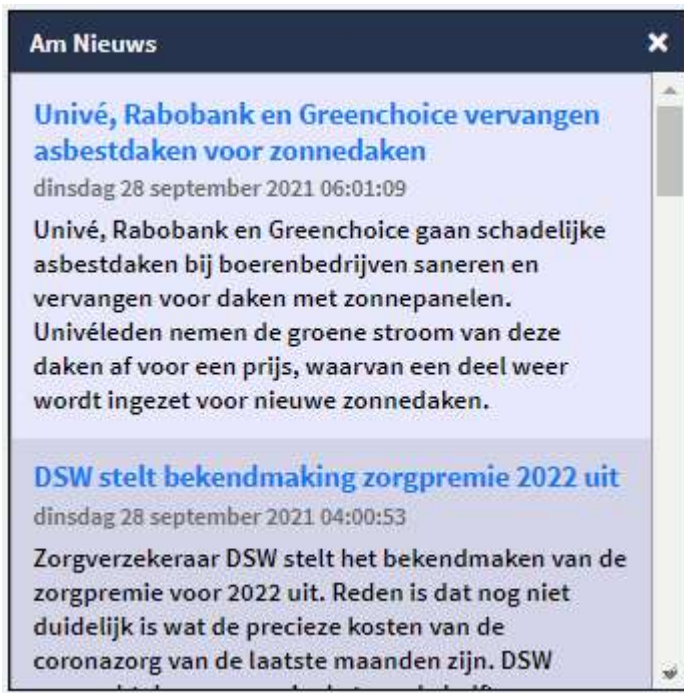 Am Nieuws
Univé, Rabobank en Greenchoice vervangen
asbestdaken voor zonnedaken
dinsdag 28 september 2021 06:01:09
Univé, Rabobank en Greenchoice gaan schadelijke
asbestdaken bij boerenbedrijven saneren en
vervangen voor daken met zonnepanelen.
Univéleden nemen de groene stroom van deze
daken af voor een prijs, waarvan een deel weer
wordt ingezet voor nieuwe zonnedaken.
DSW stelt bekendmaking zorgpremie 2022 uit
dinsdag 28 september 2021 04:00:53
Zorgverzekeraar DSW stelt het bekendmaken van de
zorgpremie voor 2022 uit. Reden is dat nog niet
duidelijk is wat de precieze kosten van de
coronazorg van de laatste maanden zijn. DSW